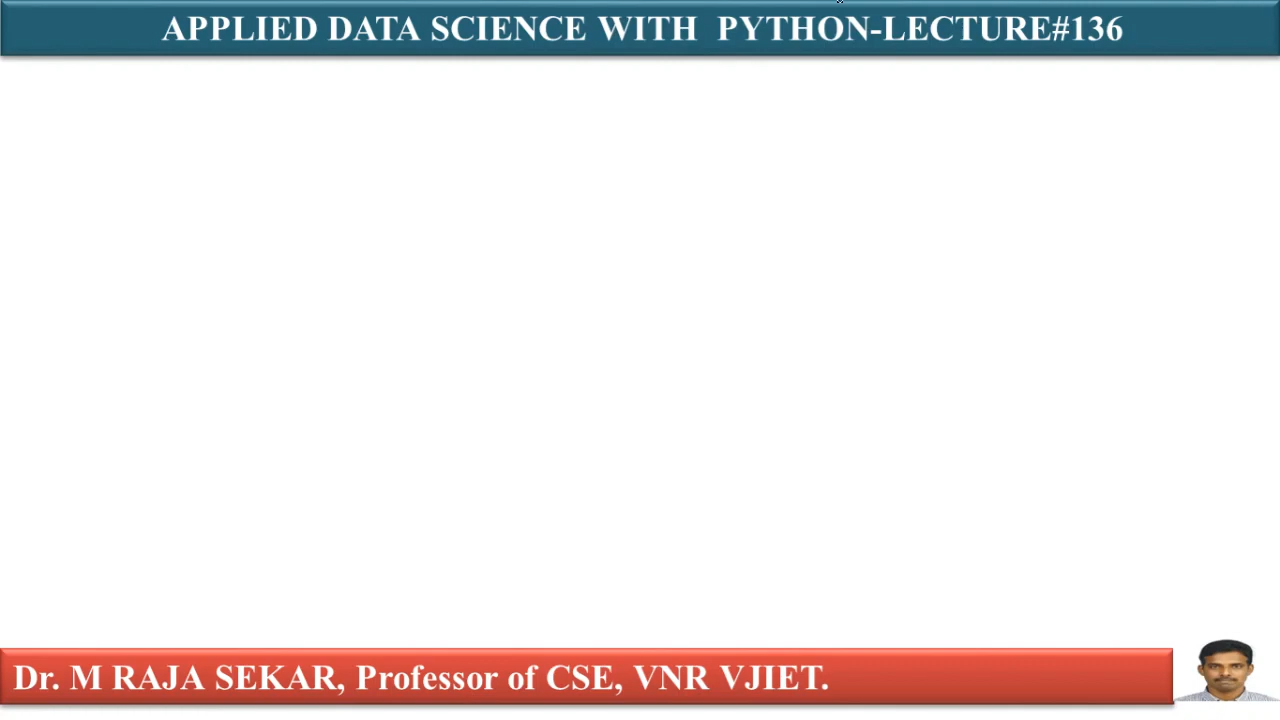 APPLIED DATA SCIENCE WITH PYTHON-LECTURE#136
Dr. M RAJA SEKAR, Professor of CSE, VNR VJIET.